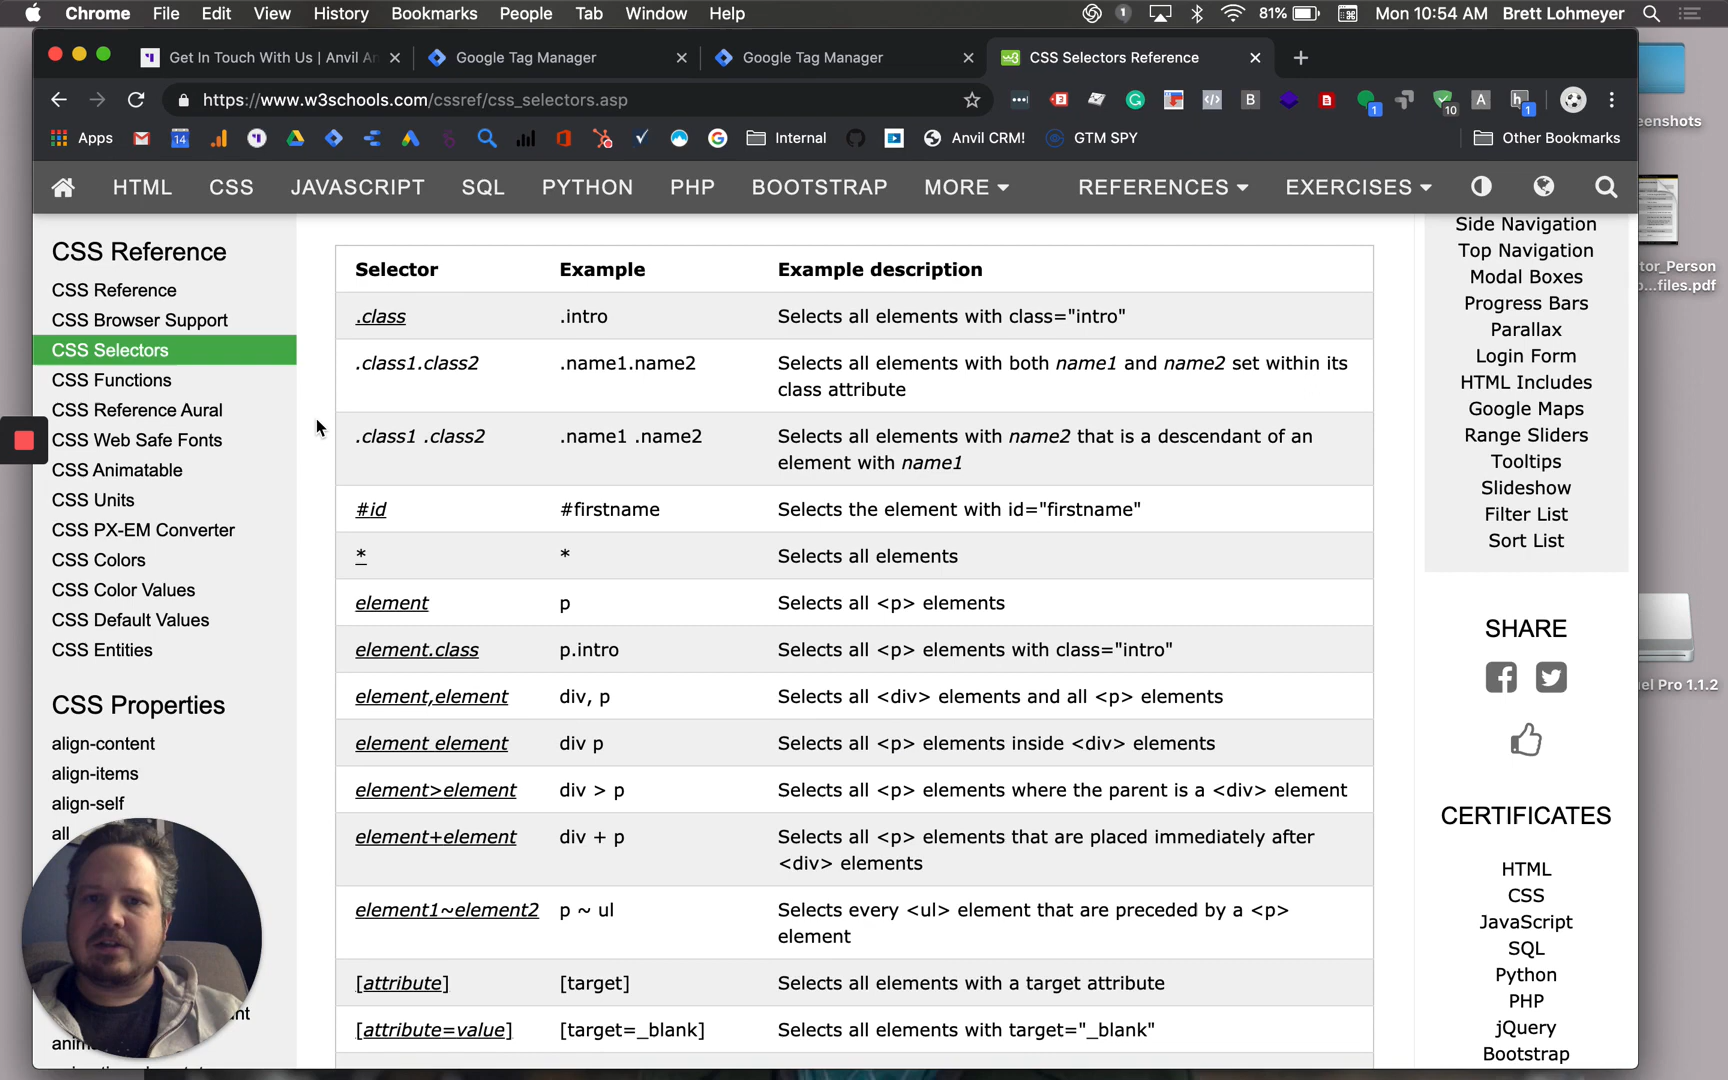 Chrome File Edit View History Bookmarks People Tab Window Help 81% Mon 10:54 AM Brett Lohmeyer
Get In Touch With Us | Anvil An Google Tag Manager Google Tag Manager CSS Selectors Reference
https://www.w3schools.com/cssref/css_selectors.asp
Apps Internal Anvil CRM! GTM SPY Other Bookmarks
HTML CSS JAVASCRIPT SQL PYTHON PHP BOOTSTRAP MORE REFERENCES EXERCISES
CSS Reference
CSS Reference
CSS Browser Support
CSS Selectors
CSS Functions
CSS Reference Aural
CSS Web Safe Fonts
CSS Animatable
CSS Units
CSS PX-EM Converter
CSS Colors
CSS Color Values
CSS Default Values
CSS Entities
CSS Properties
align-content
align-items
align-self
all
Selector Example Example description
.class .intro Selects all elements with class="intro"
.class1.class2 .name1.name2 Selects all elements with both name1 and name2 set within its
class attribute
.class1 .class2 .name1 .name2 Selects all elements with name2 that is a descendant of an
element with name1
#id #firstname Selects the element with id="firstname"
* * Selects all elements
element p Selects all <p> elements
element.class p.intro Selects all <p> elements with class="intro"
element,element div, p Selects all <div> elements and all <p> elements
element element div p Selects all <p> elements inside <div> elements
element>element div > p Selects all <p> elements where the parent is a <div> element
element+element div + p Selects all <p> elements that are placed immediately after
<div> elements
element1~element2 p ~ ul Selects every <ul> element that are preceded by a <p>
element
[attribute] [target] Selects all elements with a target attribute
[attribute=value] [target=_blank] Selects all elements with target="_blank"
Side Navigation
Top Navigation
Modal Boxes
Progress Bars
Parallax
Login Form
HTML Includes
Google Maps
Range Sliders
Tooltips
Slideshow
Filter List
Sort List
SHARE
CERTIFICATES
HTML
CSS
JavaScript
SQL
Python
PHP
jQuery
Bootstrap
eenshots
tor_Person
o...files.pdf
el Pro 1.1.2